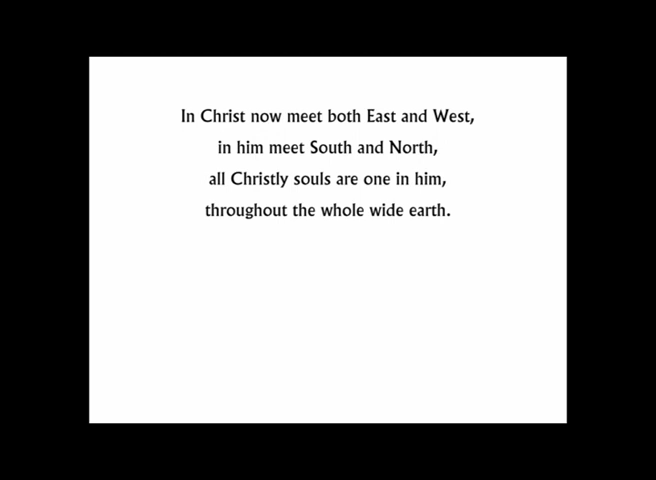 In Christ now meet both East and West,
in him meet South and North,
all Christly souls are one in him,
throughout the whole wide earth.